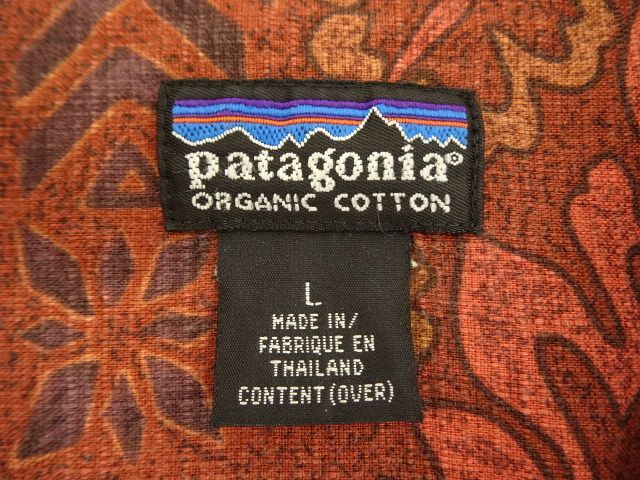 patagonia®
ORGANIC COTTON
L
MADE IN/
FABRIQUE EN
THAILAND
CONTENT (OVER)